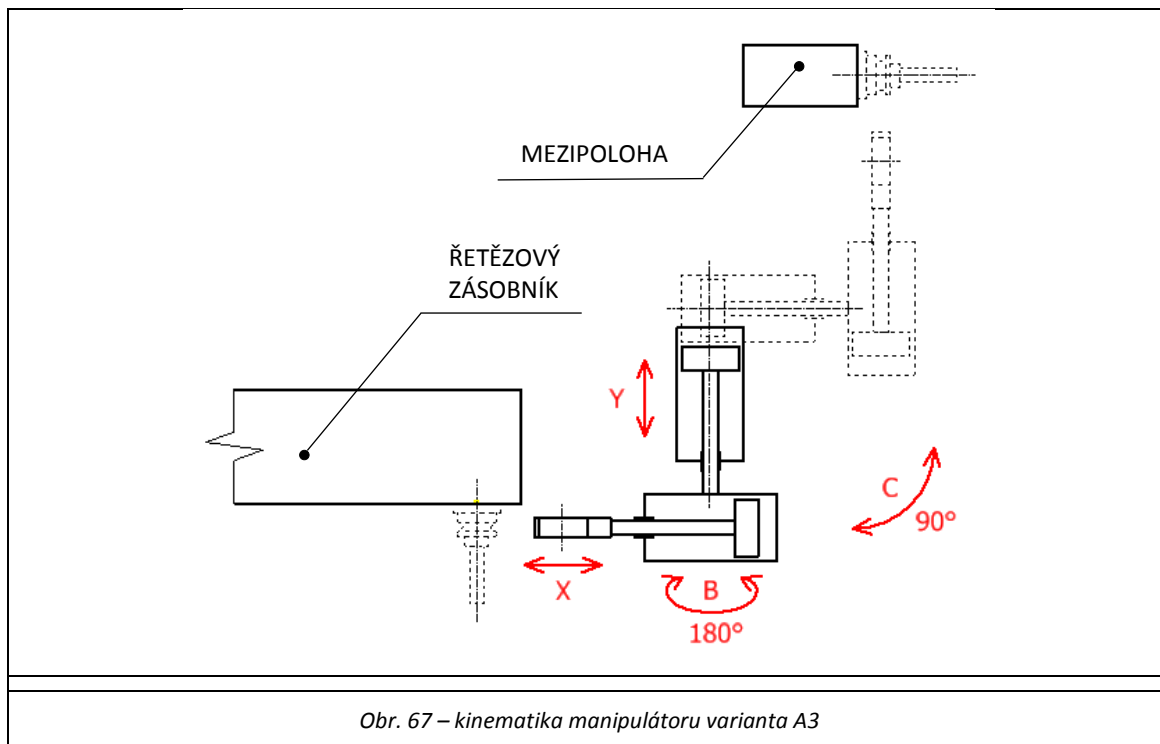 MEZIPOLOHA
ŘETĚZOVÝ
ZÁSOBNÍK
Y
C
90°
X
B
180°
Obr. 67 – kinematika manipulátoru varianta A3